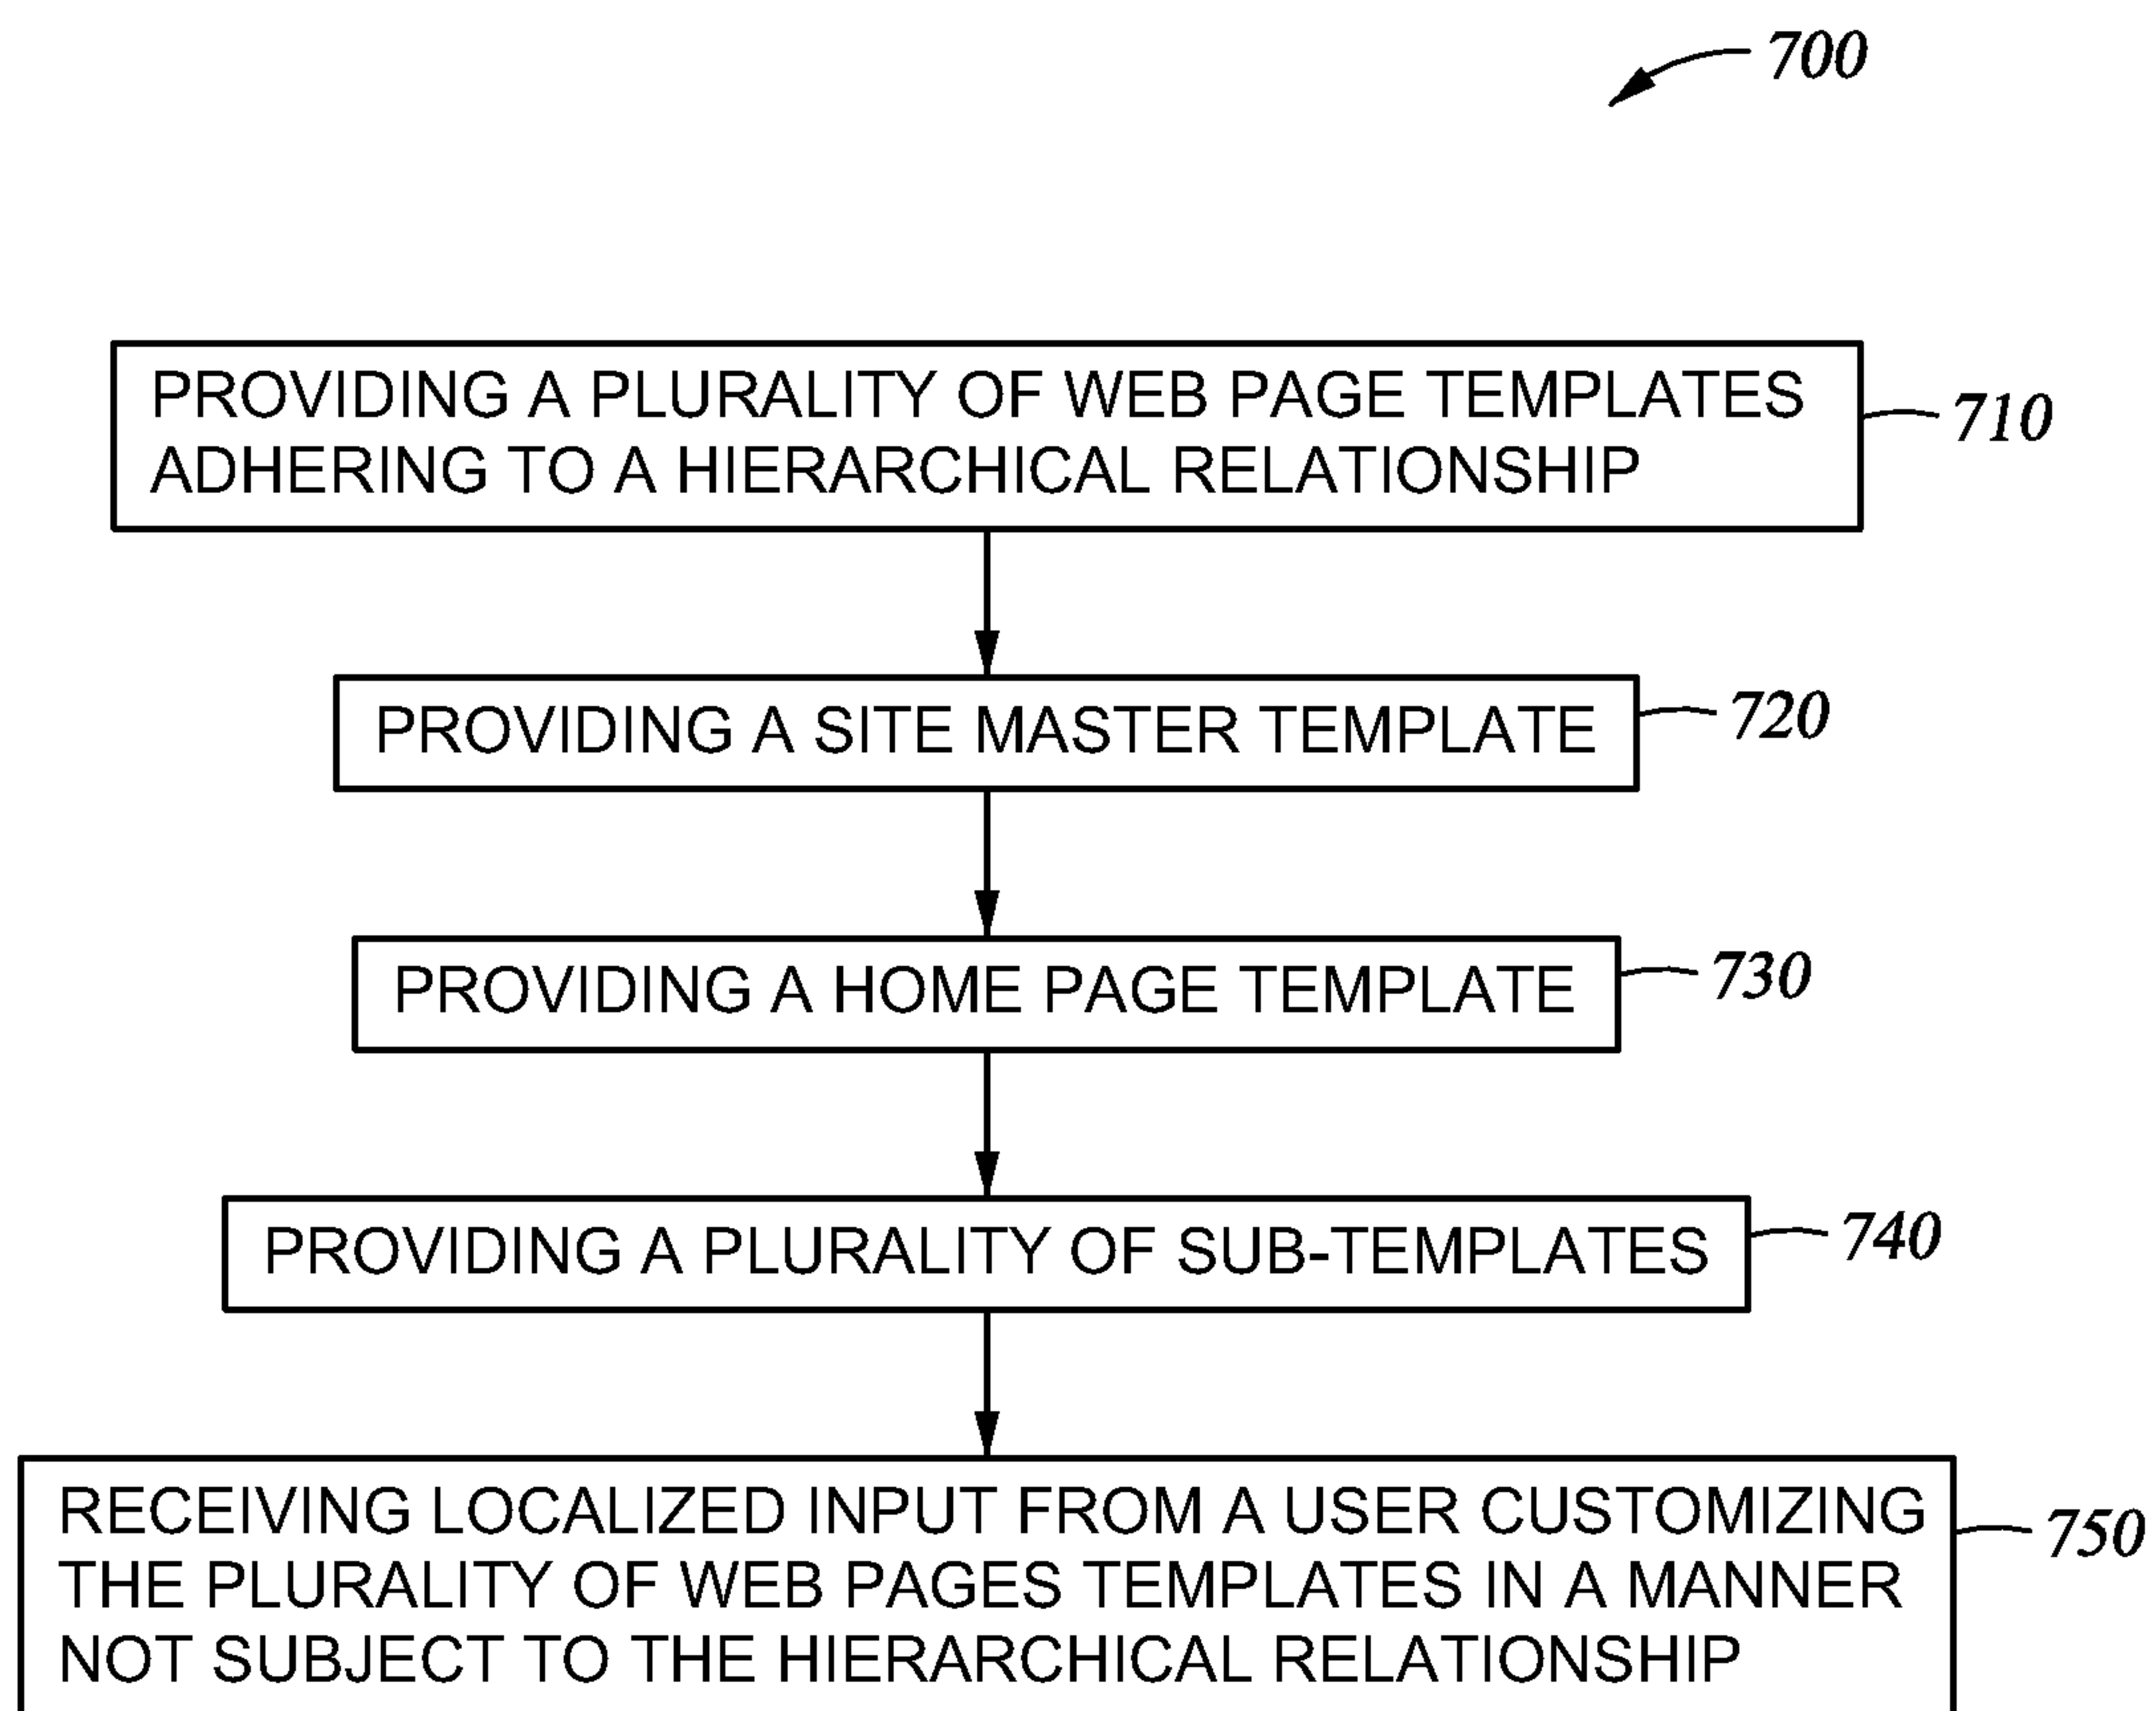 700
PROVIDING A PLURALITY OF WEB PAGE TEMPLATES
ADHERING TO A HIERARCHICAL RELATIONSHIP
710
PROVIDING A SITE MASTER TEMPLATE
720
PROVIDING A HOME PAGE TEMPLATE
730
PROVIDING A PLURALITY OF SUB-TEMPLATES
740
RECEIVING LOCALIZED INPUT FROM A USER CUSTOMIZING
THE PLURALITY OF WEB PAGES TEMPLATES IN A MANNER
NOT SUBJECT TO THE HIERARCHICAL RELATIONSHIP
750